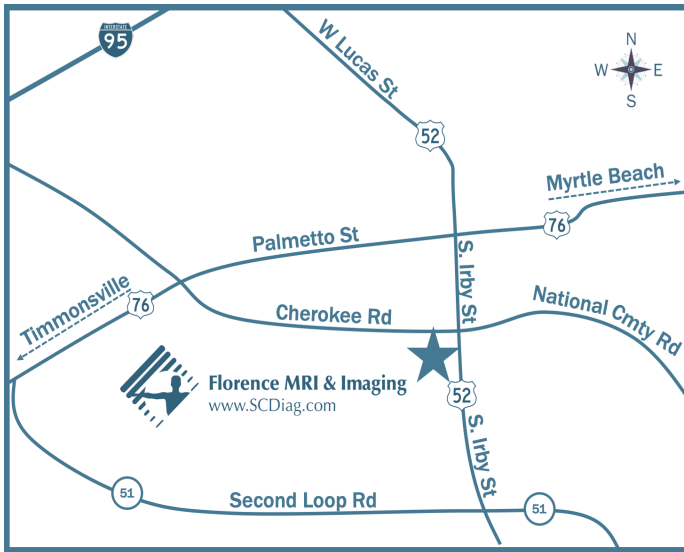 INTERSTATE
95
W Lucas St
N
W E
S
52
Myrtle Beach
76
Palmetto St
S. Irby St
Timmonsville
76
Cherokee Rd
National Cmty Rd
Florence MRI & Imaging
www.SCDiag.com
52
S. Irby St
51
Second Loop Rd
51